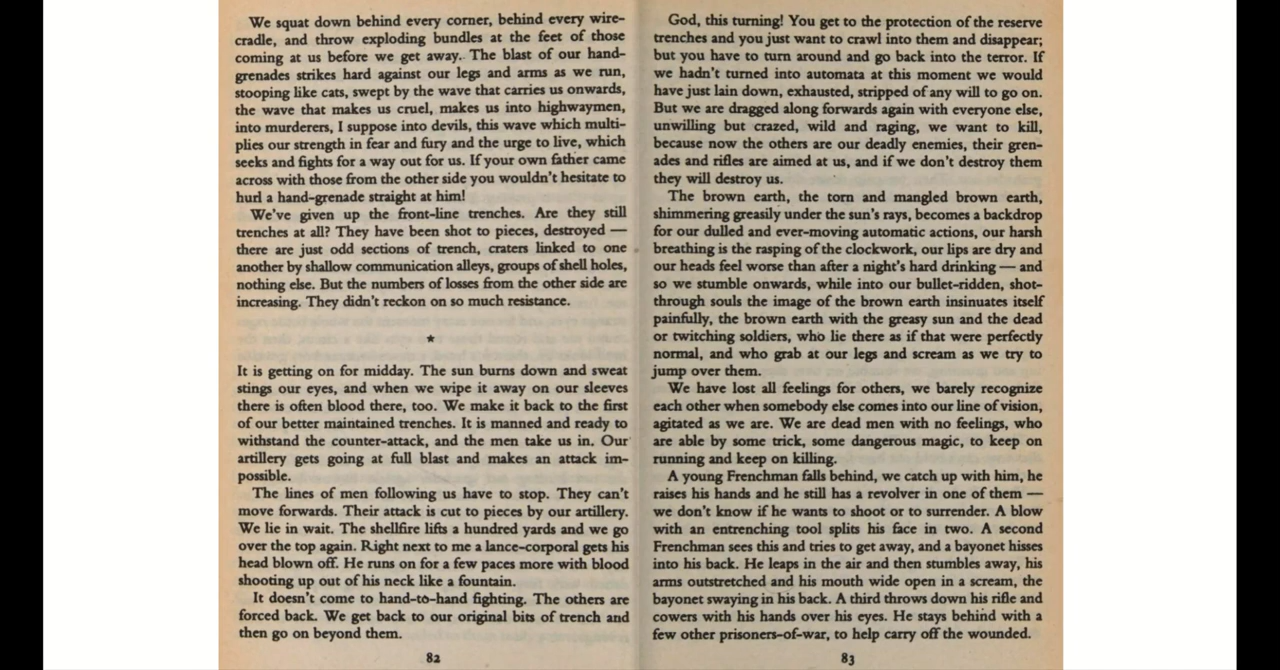 We squat down behind every corner, behind every wire-
cradle, and throw exploding bundles at the feet of those
coming at us before we get away. The blast of our hand-
grenades strikes hard against our legs and arms as we run,
stooping like cats, swept by the wave that carries us onwards,
the wave that makes us cruel, makes us into highwaymen,
into murderers, I suppose into devils, this wave which multi-
plies our strength in fear and fury and the urge to live, which
seeks and fights for a way out for us. If your own father came
across with those from the other side you wouldn't hesitate to
hurl a hand-grenade straight at him!
We've given up the front-line trenches. Are they still
trenches at all? They have been shot to pieces, destroyed —
there are just odd sections of trench, craters linked to one
another by shallow communication alleys, groups of shell holes,
nothing else. But the numbers of losses from the other side are
increasing. They didn't reckon on so much resistance.
★
It is getting on for midday. The sun burns down and sweat
stings our eyes, and when we wipe it away on our sleeves
there is often blood there, too. We make it back to the first
of our better maintained trenches. It is manned and ready to
withstand the counter-attack, and the men take us in. Our
artillery gets going at full blast and makes an attack im-
possible.
The lines of men following us have to stop. They can't
move forwards. Their attack is cut to pieces by our artillery.
We lie in wait. The shellfire lifts a hundred yards and we go
over the top again. Right next to me a lance-corporal gets his
head blown off. He runs on for a few paces more with blood
shooting up out of his neck like a fountain.
It doesn't come to hand-to-hand fighting. The others are
forced back. We get back to our original bits of trench and
then go on beyond them.
82
God, this turning! You get to the protection of the reserve
trenches and you just want to crawl into them and disappear;
but you have to turn around and go back into the terror. If
we hadn't turned into automata at this moment we would
have just lain down, exhausted, stripped of any will to go on.
But we are dragged along forwards again with everyone else,
unwilling but crazed, wild and raging, we want to kill,
because now the others are our deadly enemies, their gren-
ades and rifles are aimed at us, and if we don't destroy them
they will destroy us.
The brown earth, the torn and mangled brown earth,
shimmering greasily under the sun's rays, becomes a backdrop
for our dulled and ever-moving automatic actions, our harsh
breathing is the rasping of the clockwork, our lips are dry and
our heads feel worse than after a night's hard drinking — and
so we stumble onwards, while into our bullet-ridden, shot-
through souls the image of the brown earth insinuates itself
painfully, the brown earth with the greasy sun and the dead
or twitching soldiers, who lie there as if that were perfectly
normal, and who grab at our legs and scream as we try to
jump over them.
We have lost all feelings for others, we barely recognize
each other when somebody else comes into our line of vision,
agitated as we are. We are dead men with no feelings, who
are able by some trick, some dangerous magic, to keep on
running and keep on killing.
A young Frenchman falls behind, we catch up with him, he
raises his hands and he still has a revolver in one of them —
we don't know if he wants to shoot or to surrender. A blow
with an entrenching tool splits his face in two. A second
Frenchman sees this and tries to get away, and a bayonet hisses
into his back. He leaps in the air and then stumbles away, his
arms outstretched and his mouth wide open in a scream, the
bayonet swaying in his back. A third throws down his rifle and
cowers with his hands over his eyes. He stays behind with a
few other prisoners-of-war, to help carry off the wounded.
83